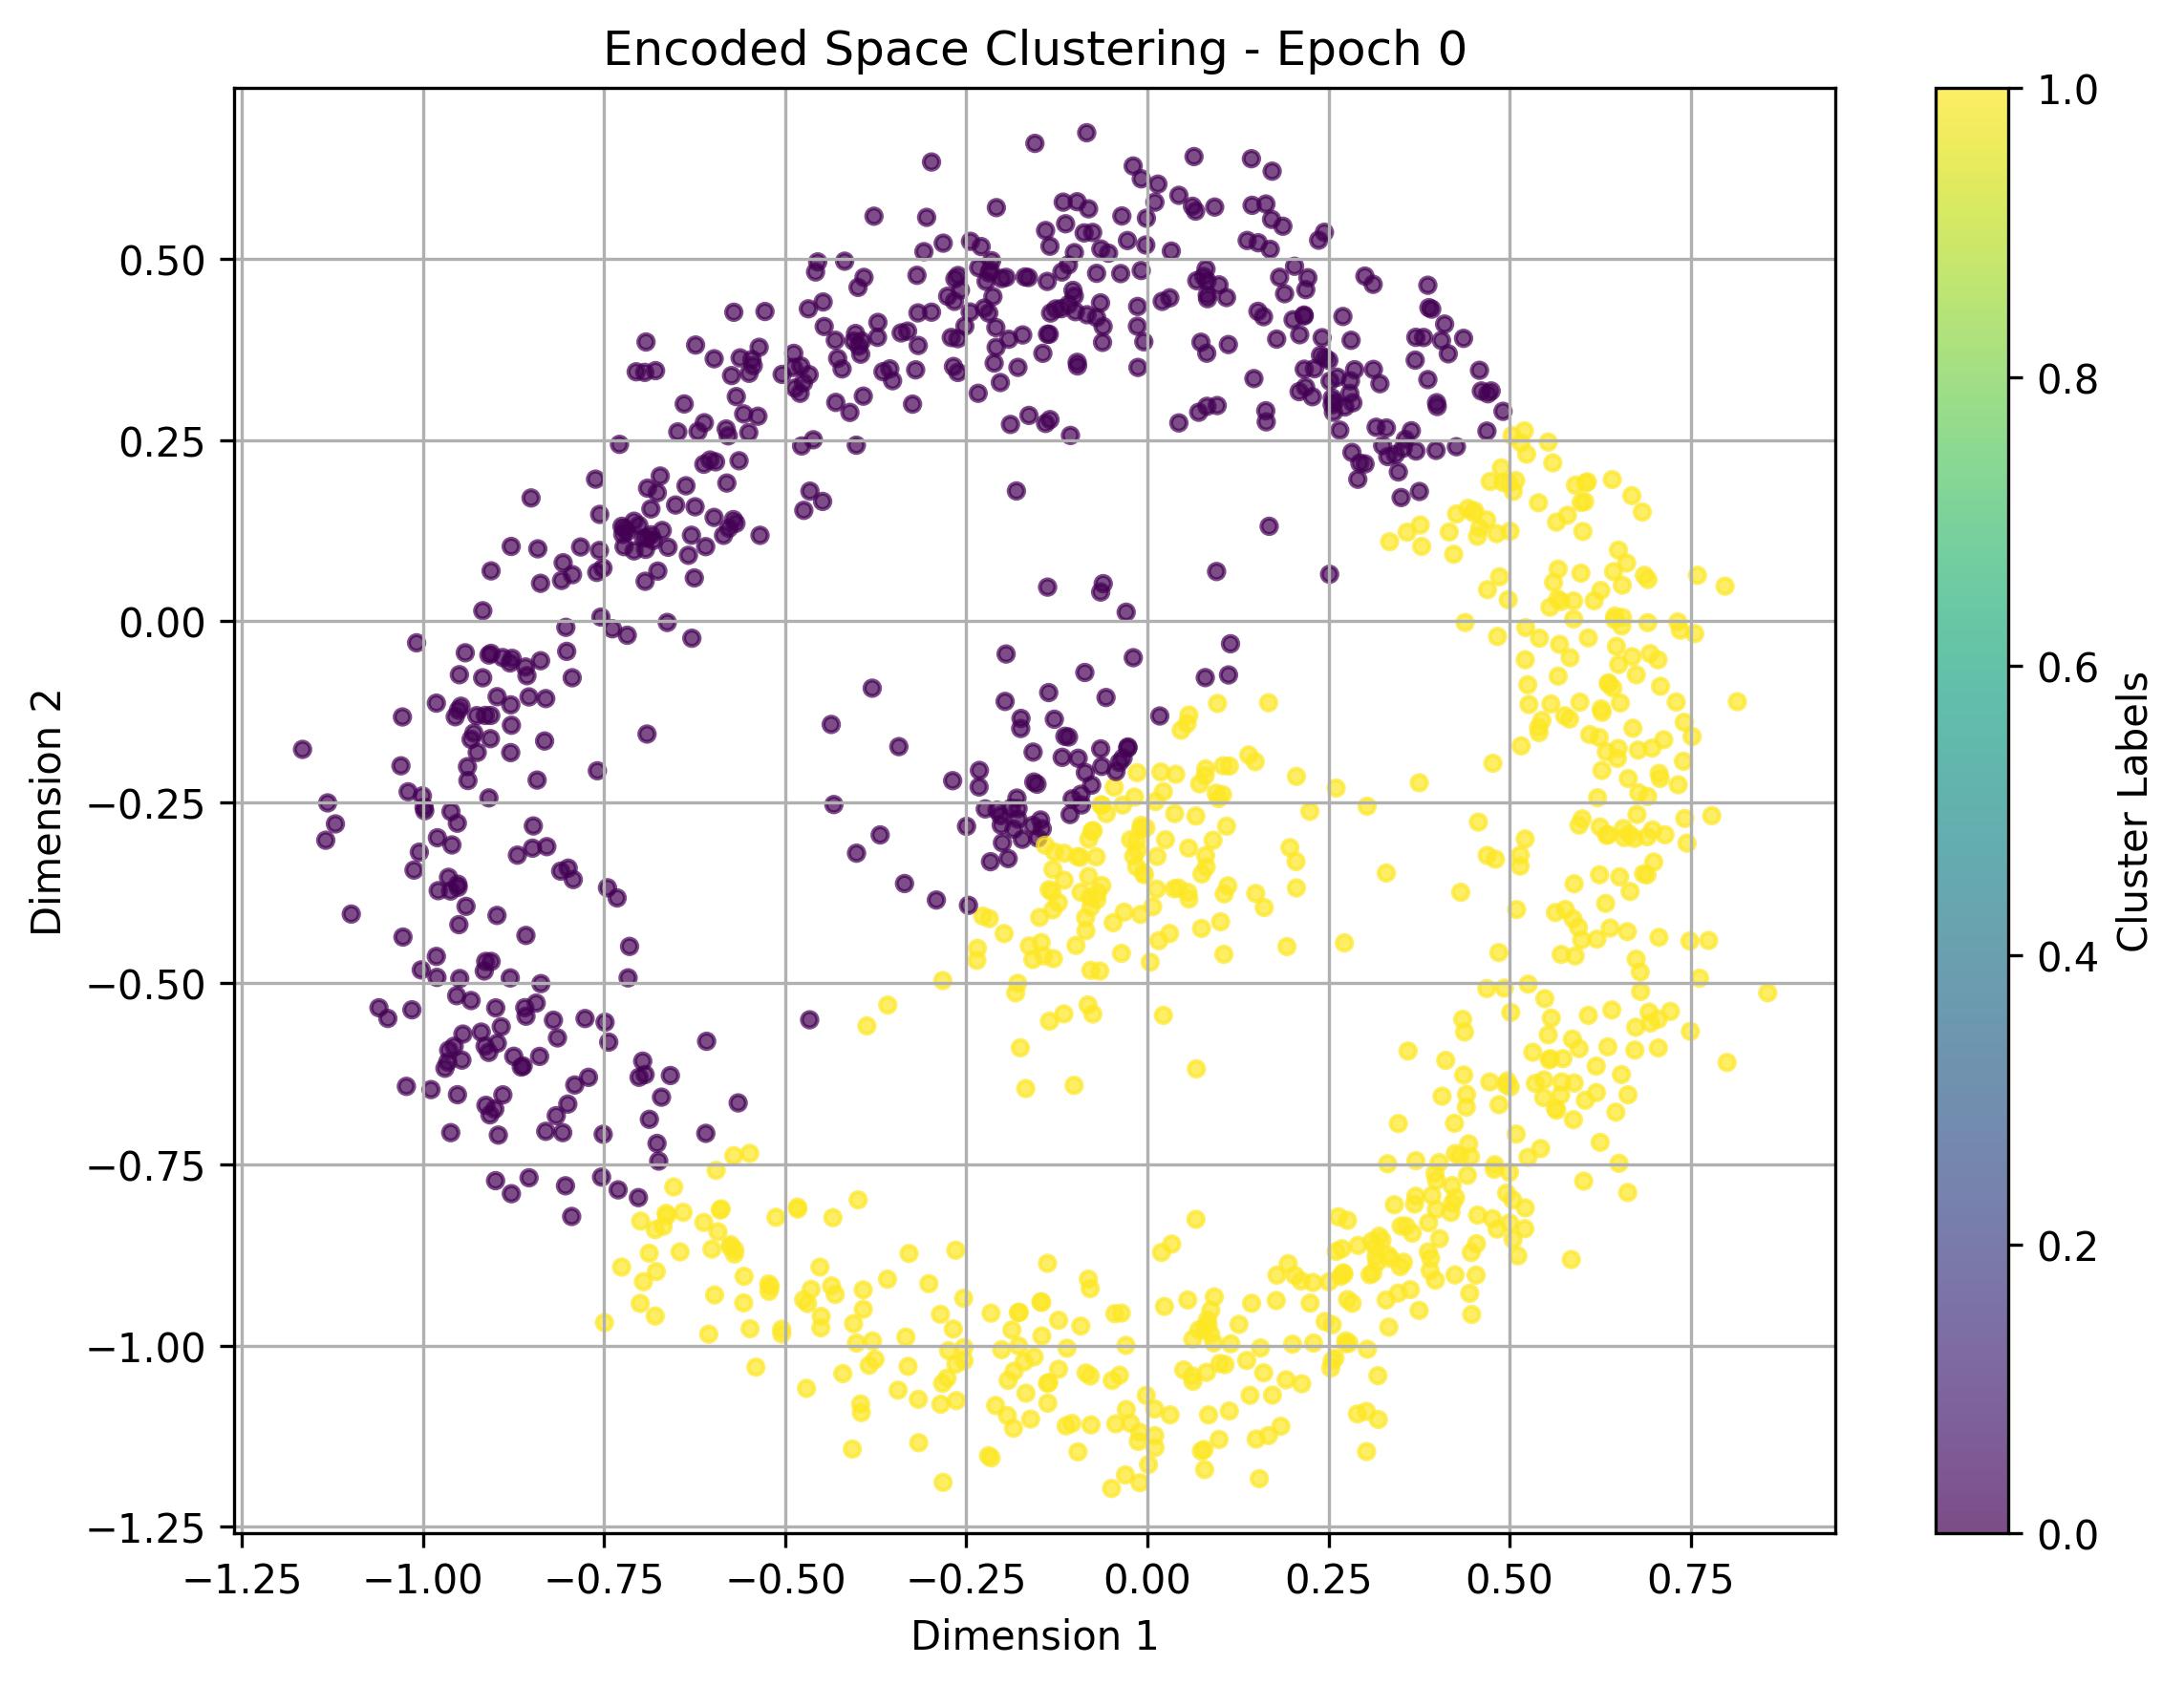 Encoded Space Clustering - Epoch 0
0.50
0.25
0.00
−0.25
−0.50
−0.75
−1.00
−1.25
Dimension 2
−1.25 −1.00 −0.75 −0.50 −0.25 0.00 0.25 0.50 0.75
Dimension 1
1.0
0.8
0.6
0.4
0.2
0.0
Cluster Labels